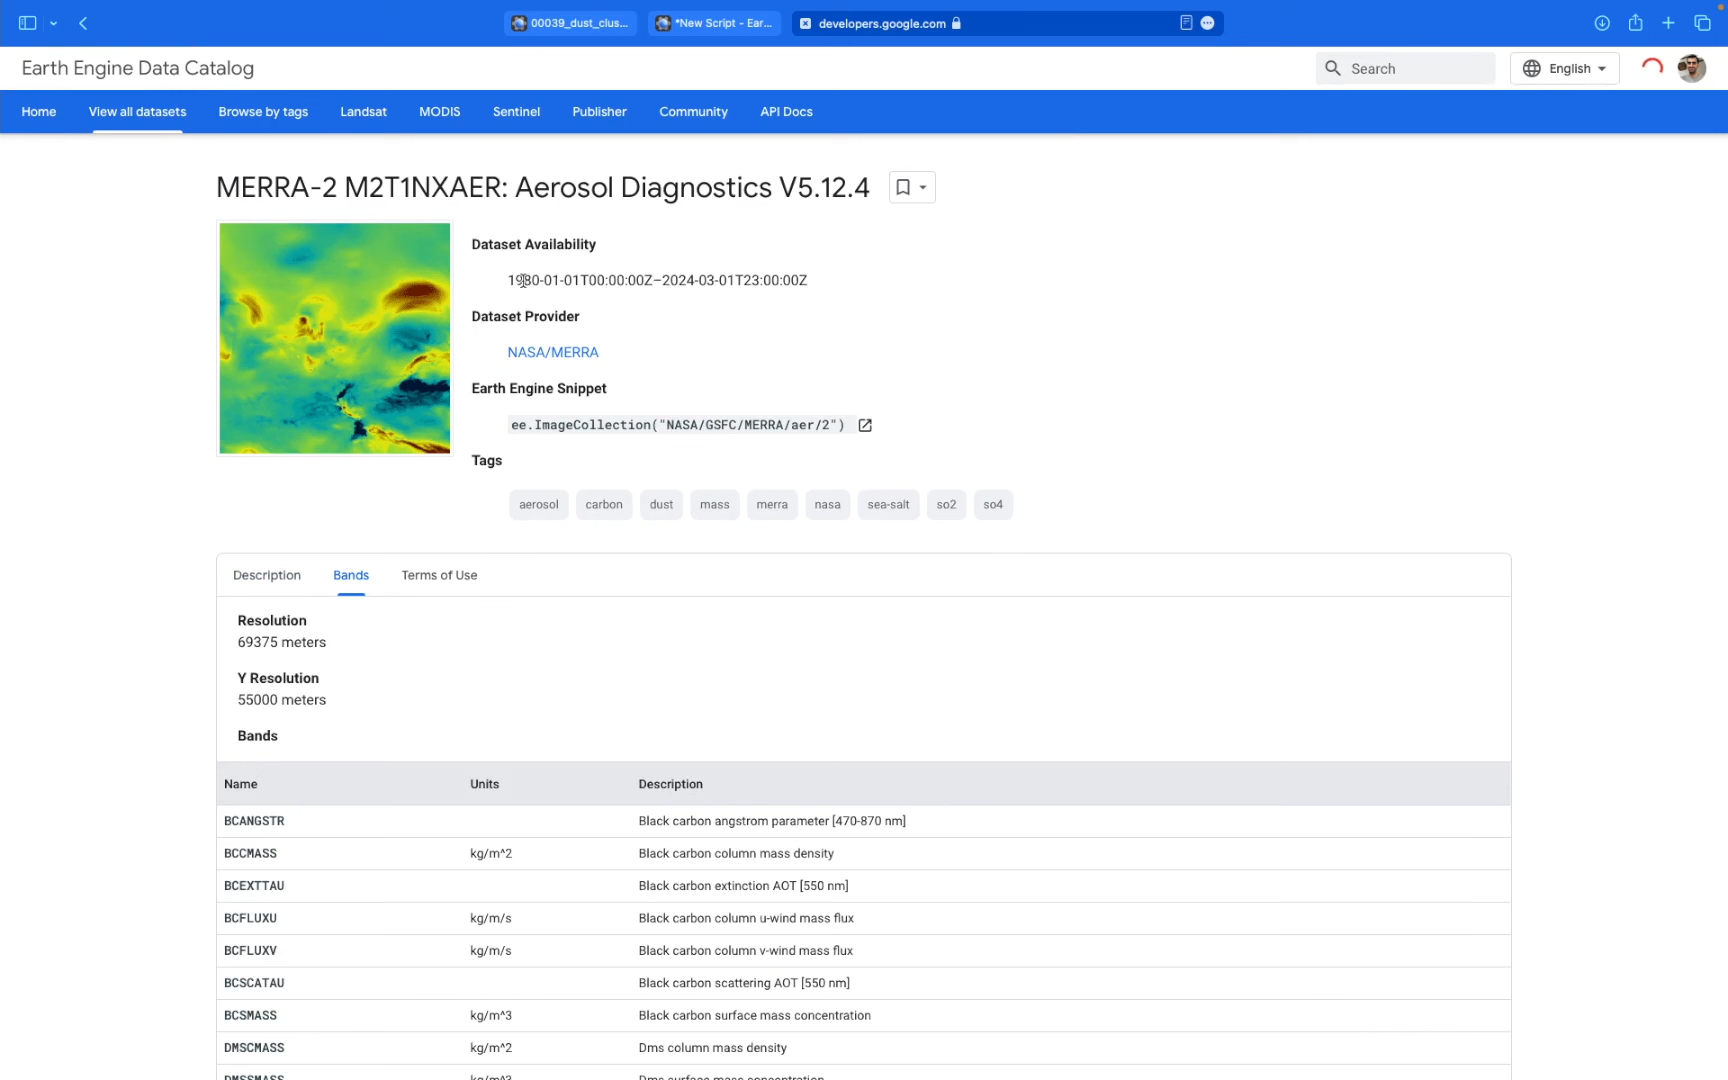 00039_dust_clus...
*New Script - Ear...
developers.google.com
Earth Engine Data Catalog
Search
English
Home
View all datasets
Browse by tags
Landsat
MODIS
Sentinel
Publisher
Community
API Docs
MERRA-2 M2T1NXAER: Aerosol Diagnostics V5.12.4
Dataset Availability
1980-01-01T00:00:00Z–2024-03-01T23:00:00Z
Dataset Provider
NASA/MERRA
Earth Engine Snippet
ee.ImageCollection("NASA/GSFC/MERRA/aer/2")
Tags
aerosol
carbon
dust
mass
merra
nasa
sea-salt
so2
so4
Description
Bands
Terms of Use
Resolution
69375 meters
Y Resolution
55000 meters
Bands
Name Units Description
BCANGSTR Black carbon angstrom parameter [470-870 nm]
BCCMASS kg/m^2 Black carbon column mass density
BCEXTTAU Black carbon extinction AOT [550 nm]
BCFLUXU kg/m/s Black carbon column u-wind mass flux
BCFLUXV kg/m/s Black carbon column v-wind mass flux
BCSCATAU Black carbon scattering AOT [550 nm]
BCSMASS kg/m^3 Black carbon surface mass concentration
DMSCMASS kg/m^2 Dms column mass density
DMSSMASS kg/m^3 Dms surface mass concentration